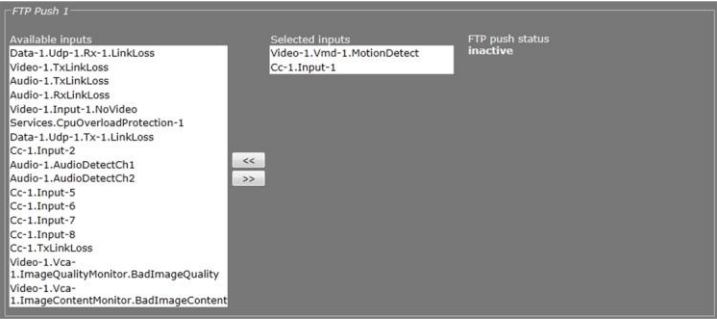 FTP Push 1
Available inputs
Data-1.Udp-1.Rx-1.LinkLoss
Video-1.TxLinkLoss
Audio-1.TxLinkLoss
Audio-1.RxLinkLoss
Video-1.Input-1.NoVideo
Services.CpuOverloadProtection-1
Data-1.Udp-1.Tx-1.LinkLoss
Cc-1.Input-2
Audio-1.AudioDetectCh1
Audio-1.AudioDetectCh2
Cc-1.Input-5
Cc-1.Input-6
Cc-1.Input-7
Cc-1.Input-8
Cc-1.TxLinkLoss
Video-1.Vca-
1.ImageQualityMonitor.BadImageQuality
Video-1.Vca-
1.ImageContentMonitor.BadImageContent
<<
>>
Selected inputs
Video-1.Vmd-1.MotionDetect
Cc-1.Input-1
FTP push status
inactive